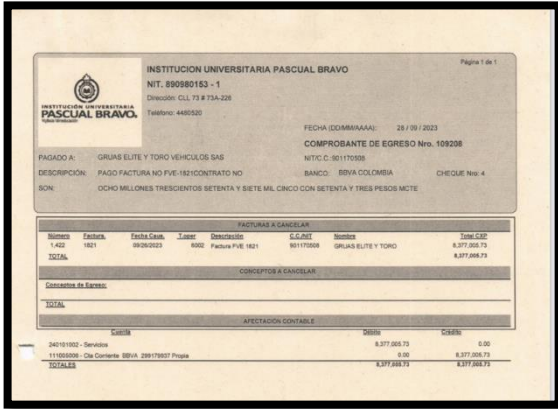 Página 1 de 1
INSTITUCION UNIVERSITARIA PASCUAL BRAVO
NIT. 890980153 - 1
Dirección: CLL 73 # 73A-226
Teléfono: 4480520
INSTITUCIÓN UNIVERSITARIA
PASCUAL BRAVO.
FECHA (DD/MM/AAAA): 28 / 09 / 2023
COMPROBANTE DE EGRESO Nro. 109208
PAGADO A: GRUAS ELITE Y TORO VEHICULOS SAS NIT/C.C.:901170508
DESCRIPCIÓN: PAGO FACTURA NO FVE-1821CONTRATO NO BANCO: BBVA COLOMBIA CHEQUE Nro: 4
SON: OCHO MILLONES TRESCIENTOS SETENTA Y SIETE MIL CINCO CON SETENTA Y TRES PESOS MCTE
FACTURAS A CANCELAR
Número Factura. Fecha Caus. T.oper Descripción C.C./NIT Nombre Total CXP
1,422 1821 09/26/2023 6002 Factura FVE 1821 901170508 GRUAS ELITE Y TORO 8,377,005.73
TOTAL 8,377,005.73
CONCEPTOS A CANCELAR
Conceptos de Egreso:
TOTAL
AFECTACIÓN CONTABLE
Cuenta Débito Crédito
240101002 - Servicios 8,377,005.73 0.00
- Cta Corriente BBVA Propia 0.00 8,377,005.73
TOTALES 8,377,005.73 8,377,005.73